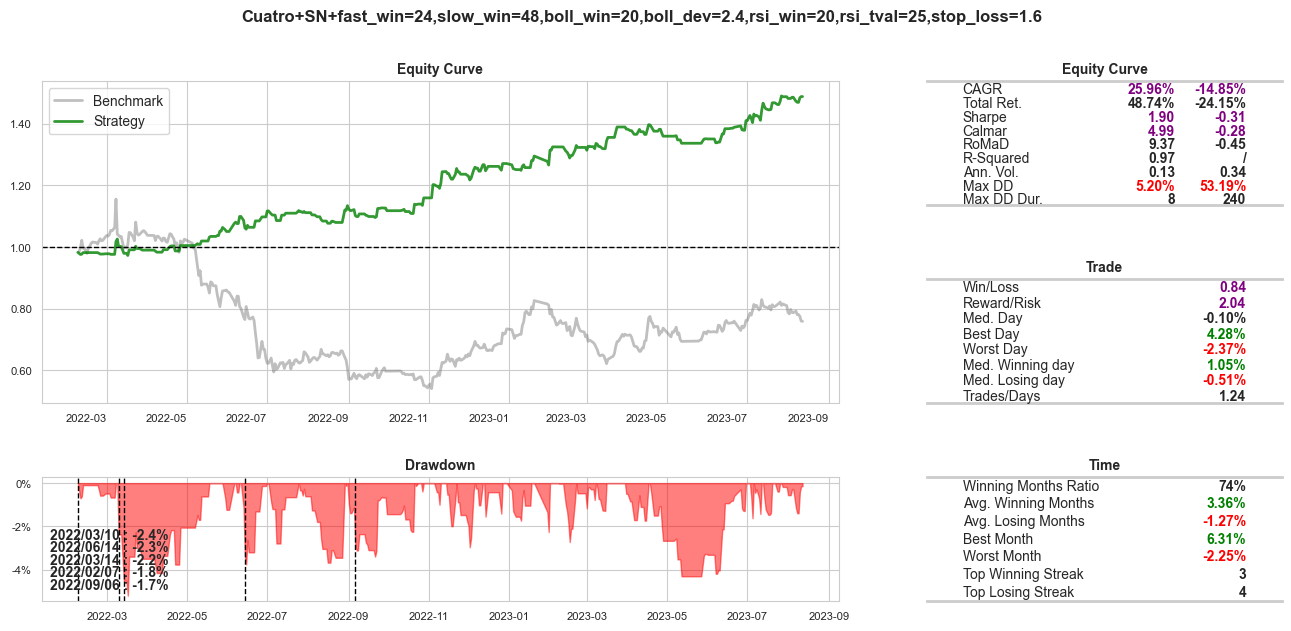 Cuatro+SN+fast_win=24,slow_win=48,boll_win=20,boll_dev=2.4,rsi_win=20,rsi_tval=25,stop_loss=1.6
Equity Curve
Benchmark
Strategy
1.40
1.20
1.00
0.80
0.60
2022-03 2022-05 2022-07 2022-09 2022-11 2023-01 2023-03 2023-05 2023-07 2023-09
Equity Curve
CAGR 25.96% -14.85%
Total Ret. 48.74% -24.15%
Sharpe 1.90 -0.31
Calmar 4.99 -0.28
RoMaD 9.37 -0.45
R-Squared 0.97 /
Ann. Vol. 0.13 0.34
Max DD 5.20% 53.19%
Max DD Dur. 8 240
Trade
Win/Loss 0.84
Reward/Risk 2.04
Med. Day -0.10%
Best Day 4.28%
Worst Day -2.37%
Med. Winning day 1.05%
Med. Losing day -0.51%
Trades/Days 1.24
Drawdown
0%
-2%
-4%
2022/03/10 : -2.4%
2022/06/14 : -2.3%
2022/03/14 : -2.2%
2022/02/07 : -1.8%
2022/09/06 : -1.7%
2022-03 2022-05 2022-07 2022-09 2022-11 2023-01 2023-03 2023-05 2023-07 2023-09
Time
Winning Months Ratio 74%
Avg. Winning Months 3.36%
Avg. Losing Months -1.27%
Best Month 6.31%
Worst Month -2.25%
Top Winning Streak 3
Top Losing Streak 4